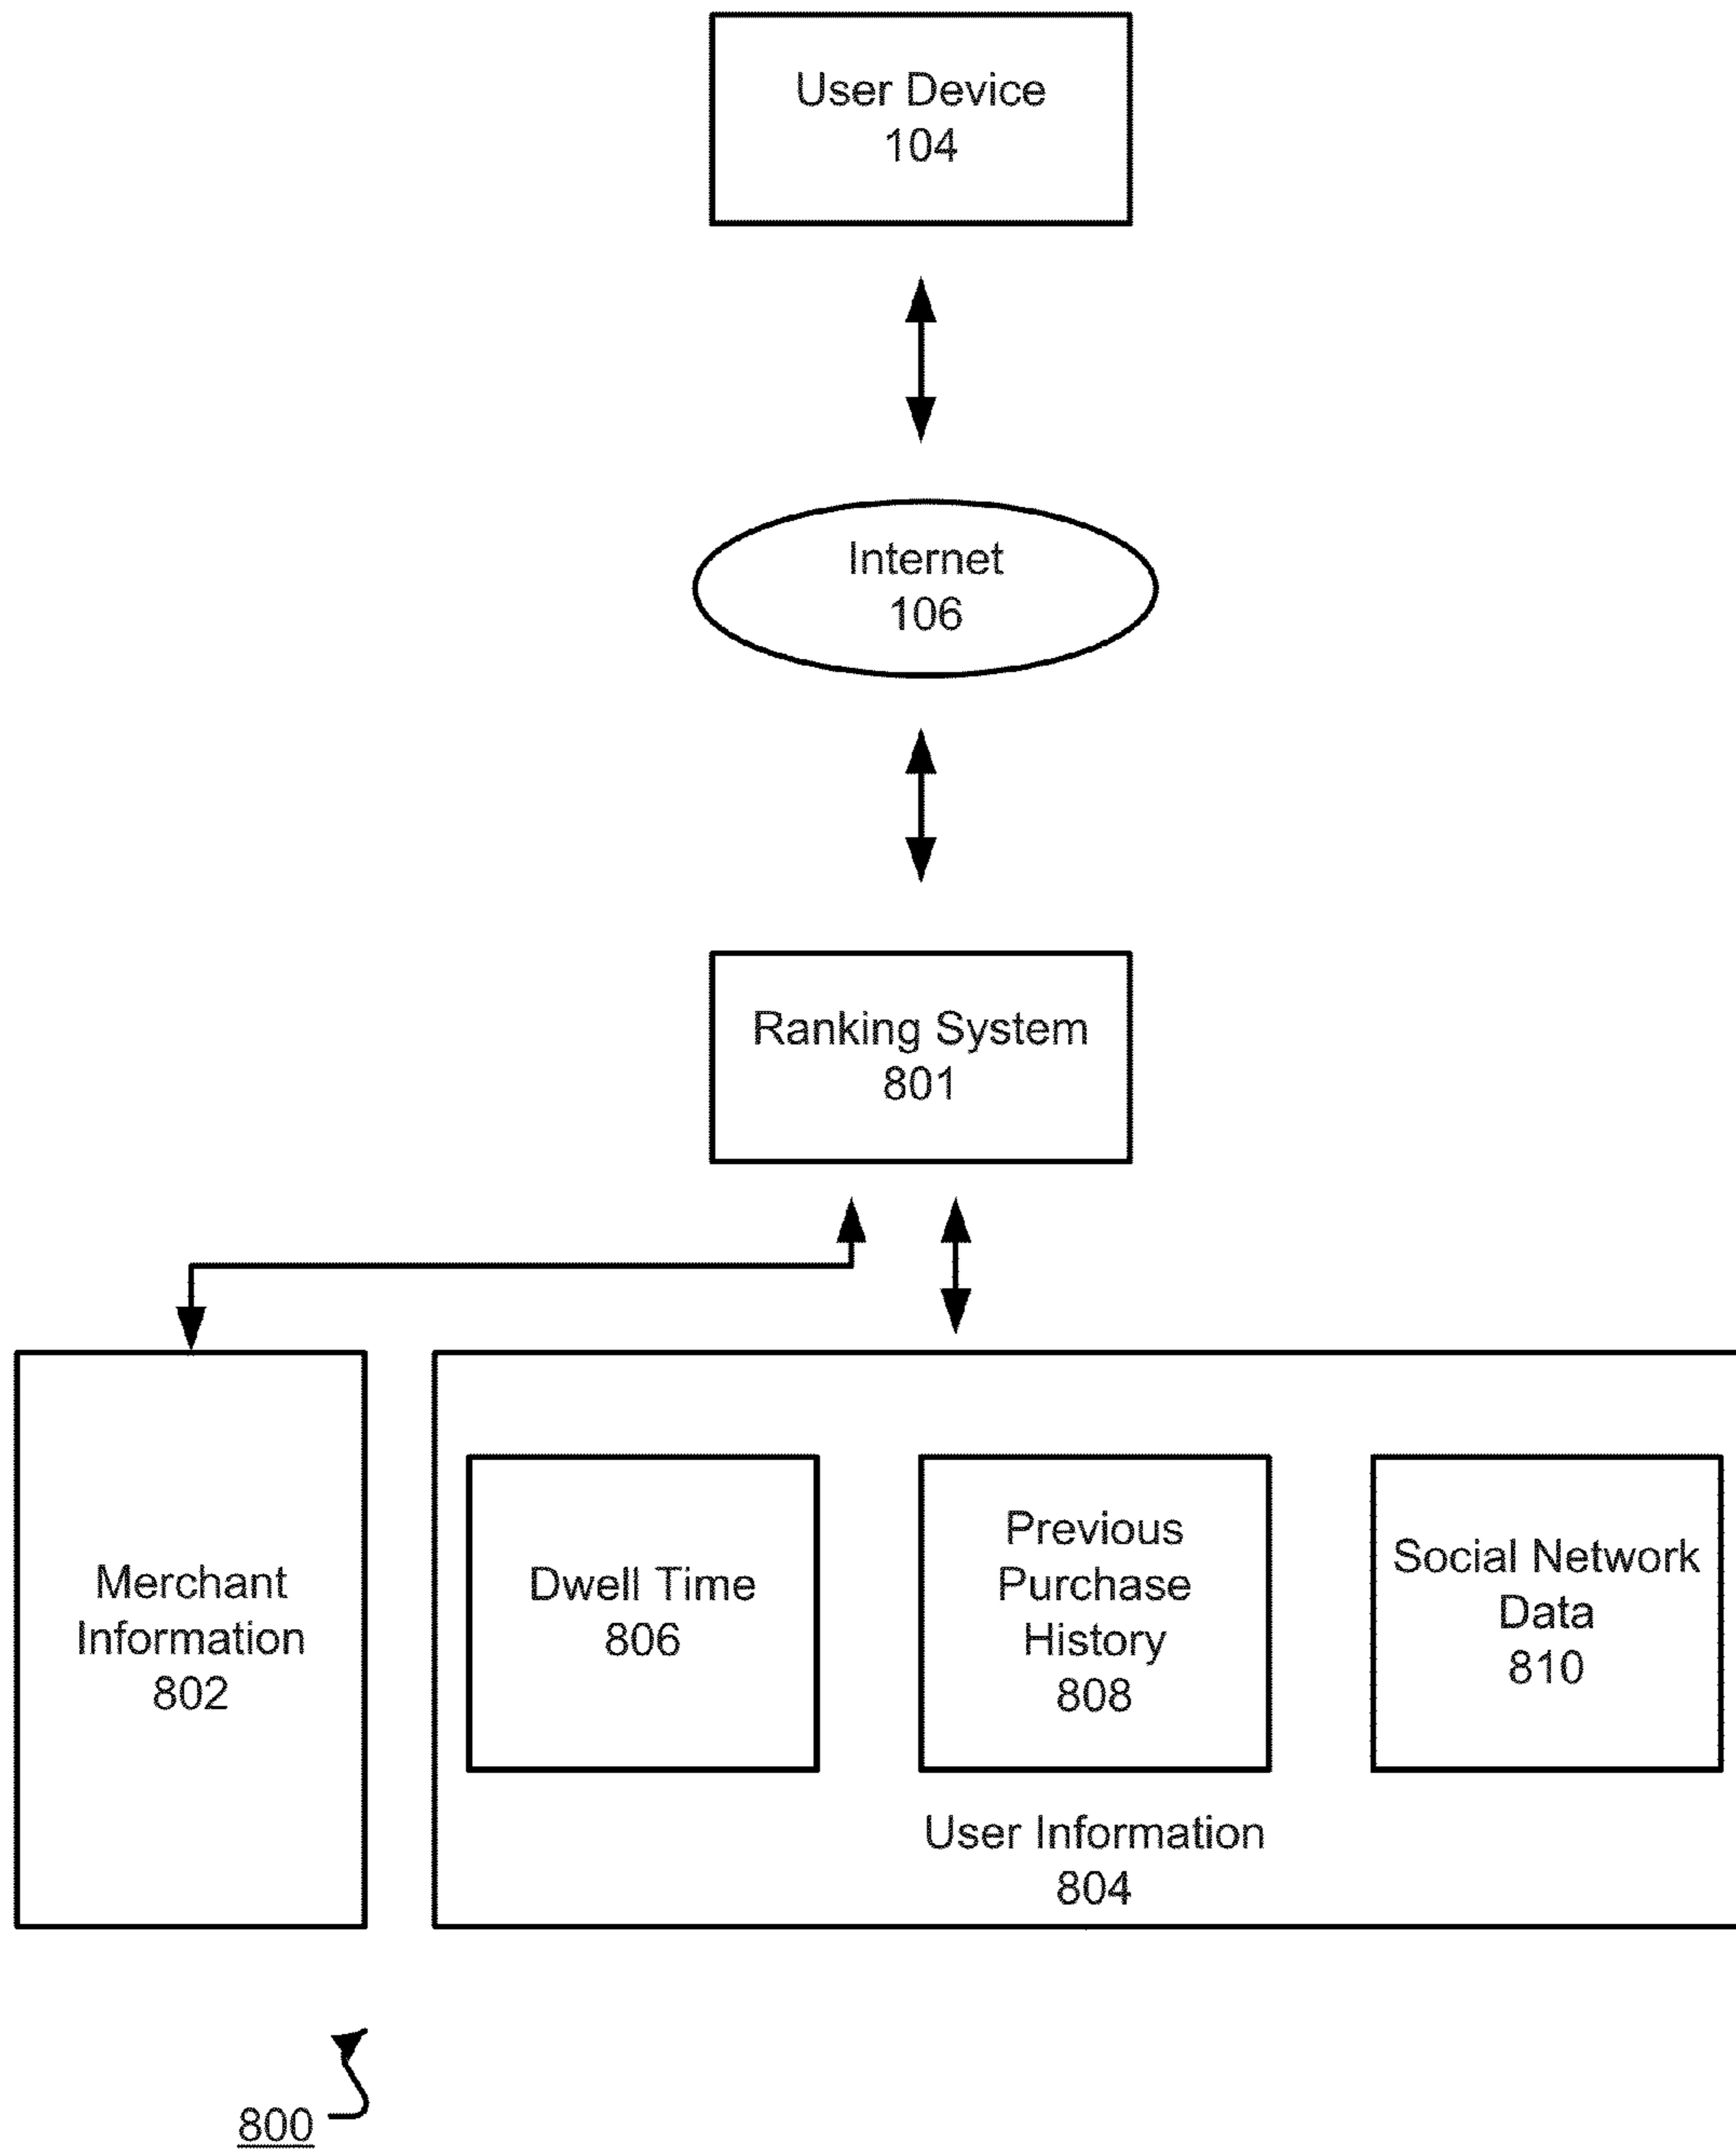 User Device
104
Internet
106
Ranking System
801
Merchant
Information
802
Dwell Time
806
Previous
Purchase
History
808
Social Network
Data
810
User Information
804
800